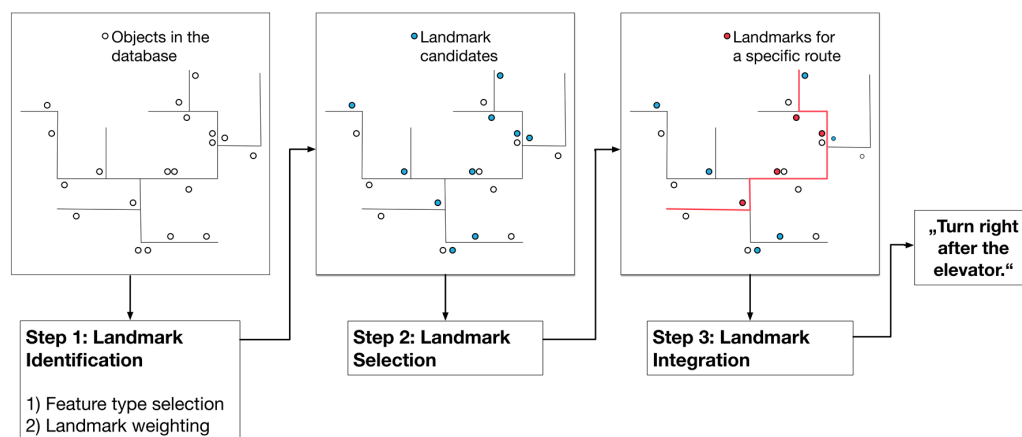 Objects in the
database
Landmark
candidates
Landmarks for
a specific route
Step 1: Landmark
Identification
1) Feature type selection
2) Landmark weighting
Step 2: Landmark
Selection
Step 3: Landmark
Integration
„Turn right
after the
elevator.“